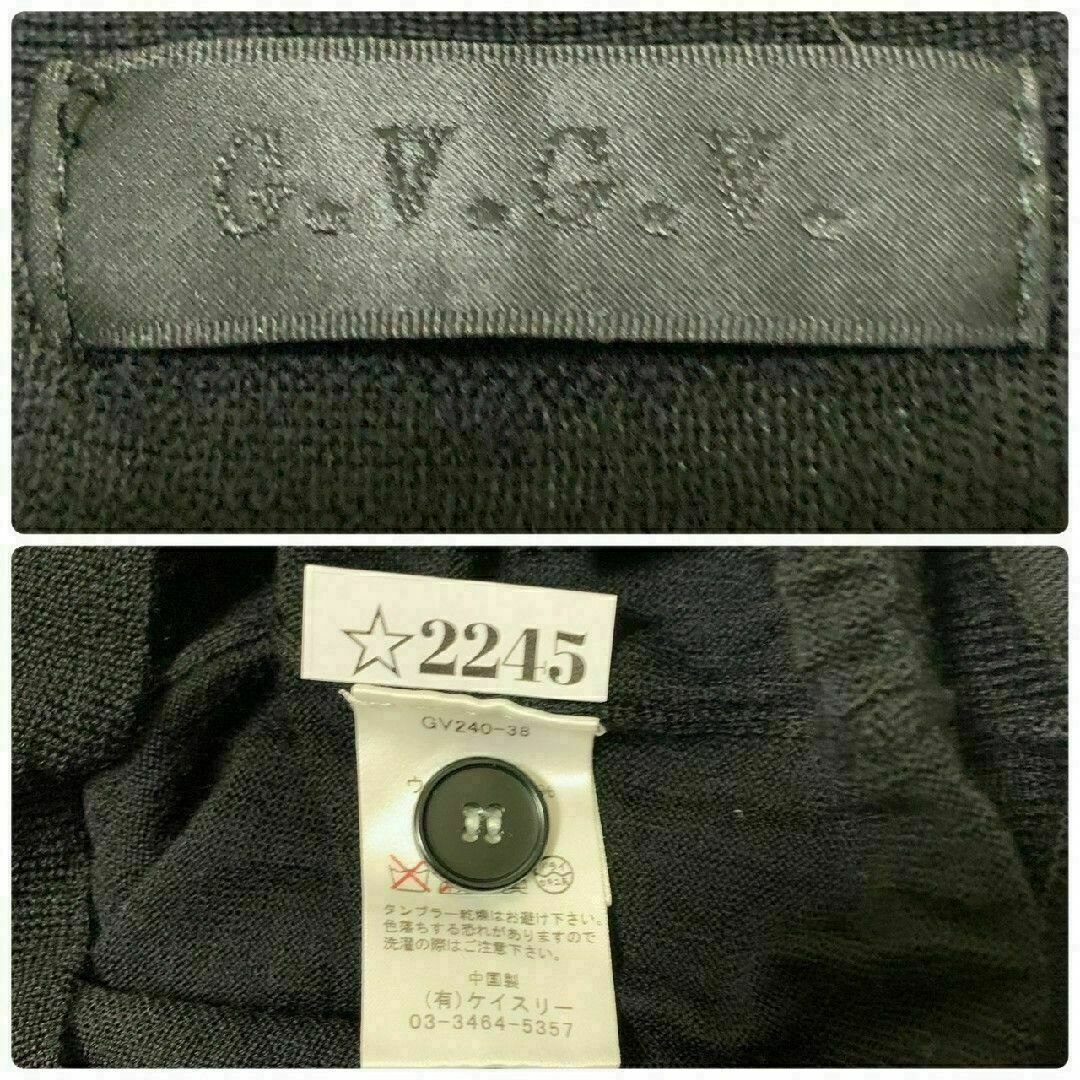 G.V.G.V.
☆2245
GV240-38
タンブラー乾燥はお避け下さい。
色落ちする恐れがありますので
洗濯の際はご注意下さい。
中国製
(有)ケイスリー
03-3464-5357